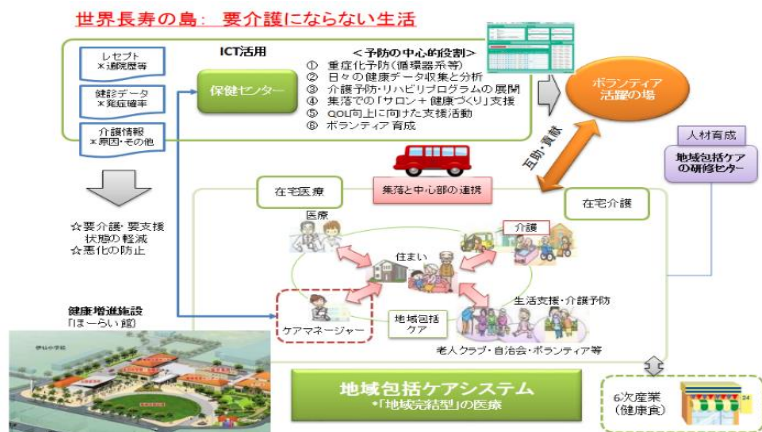 世界長寿の島： 要介護にならない生活
レセプト
＊通院歴等
健診データ
＊発症確率
介護情報
＊原因・その他
ICT活用
保健センター
＜予防の中心的役割＞
① 重症化予防（循環器系等）
② 日々の健康データ収集と分析
③ 介護予防・リハビリプログラムの展開
④ 集落での「サロン＋健康づくり」支援
⑤ QOL向上に向けた支援活動
⑥ ボランティア育成
ボランティア
活躍の場
互助・貢献
人材育成
地域包括ケア
の研修センター
☆要介護・要支援
状態の軽減
☆悪化の防止
集落と中心部の連携
在宅医療
在宅介護
医療
介護
住まい
ケアマネージャー
地域包括
ケア
生活支援・介護予防
老人クラブ・自治会・ボランティア等
健康増進施設
「ほーらい館」
伊仙小学校
地域包括ケアシステム
＊「地域完結型」の医療
6次産業
（健康食）
24